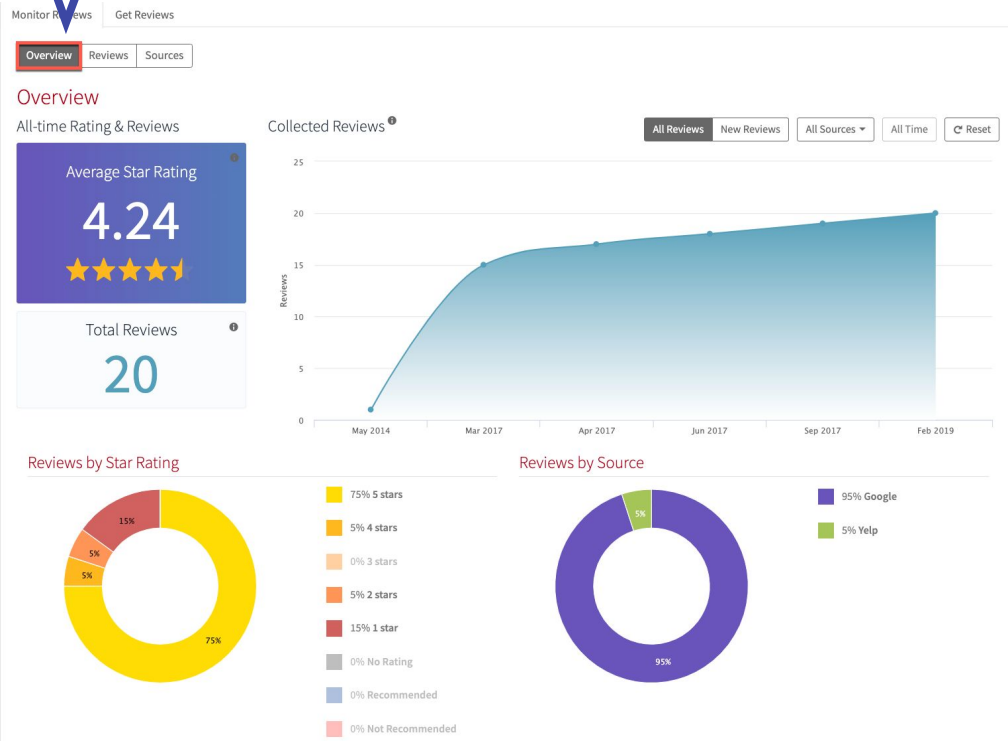 Monitor Reviews Get Reviews
Overview Reviews Sources
Overview
All-time Rating & Reviews
Average Star Rating
4.24
Total Reviews
20
Collected Reviews
All Reviews New Reviews All Sources All Time Reset
25
20
15
10
5
0
Reviews
May 2014 Mar 2017 Apr 2017 Jun 2017 Sep 2017 Feb 2019
Reviews by Star Rating
15%
5%
5%
75%
75% 5 stars
5% 4 stars
0% 3 stars
5% 2 stars
15% 1 star
0% No Rating
0% Recommended
0% Not Recommended
Reviews by Source
5%
95%
95% Google
5% Yelp